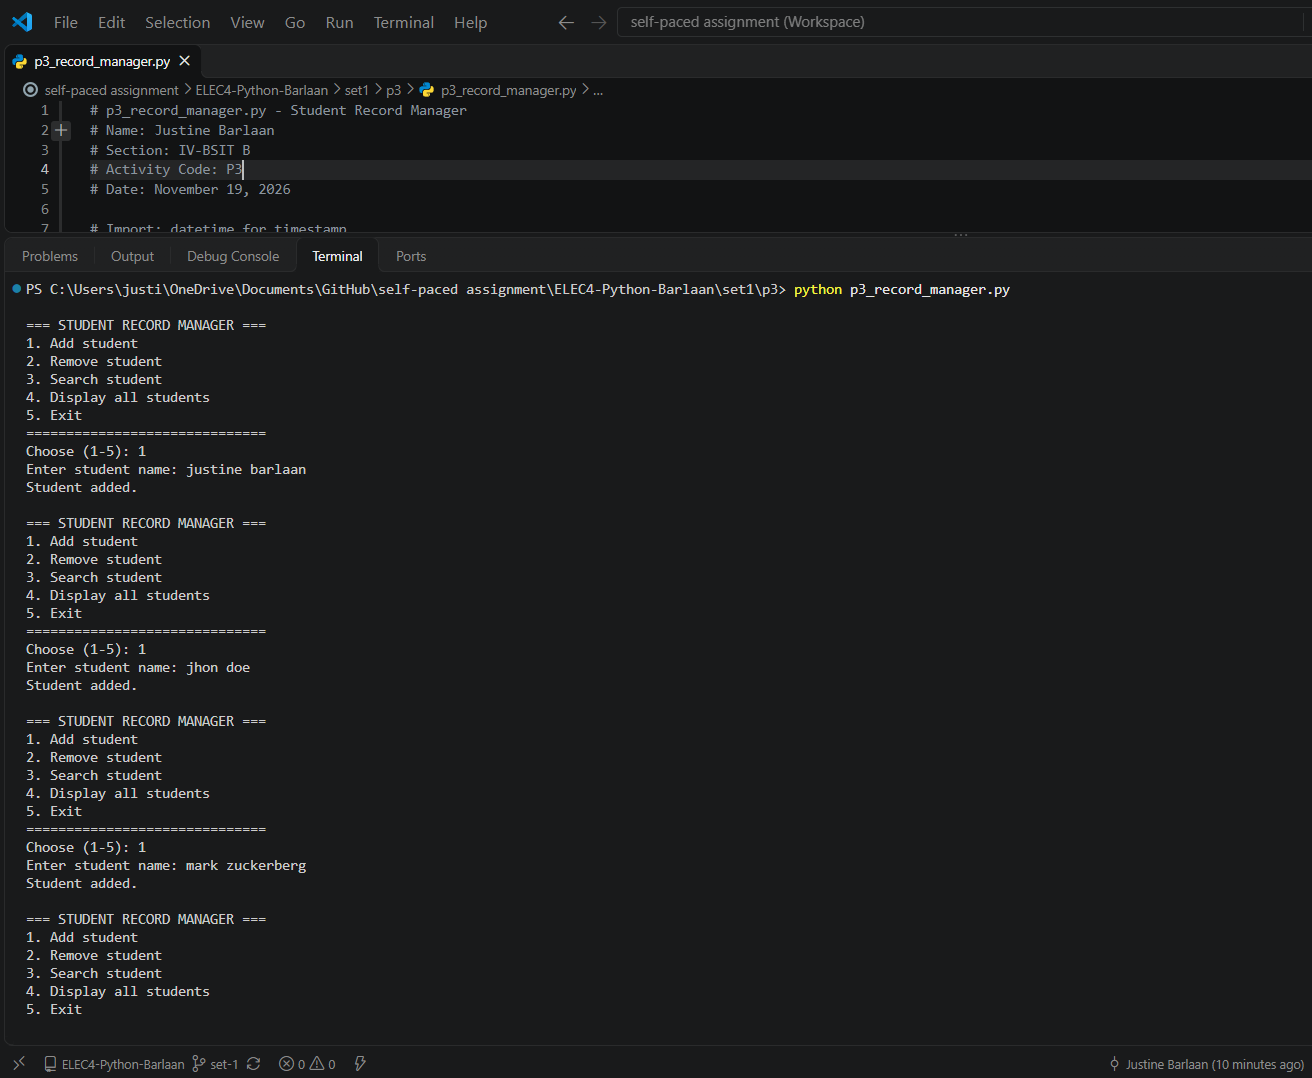 File Edit Selection View Go Run Terminal Help self-paced assignment (Workspace)
p3_record_manager.py
self-paced assignment > ELEC4-Python-Barlaan > set1 > p3 > p3_record_manager.py > ...
1 # p3_record_manager.py - Student Record Manager
2 # Name: Justine Barlaan
3 # Section: IV-BSIT B
4 # Activity Code: P3
5 # Date: November 19, 2026
6
7 # Import: datetime for timestamp
Problems Output Debug Console Terminal Ports
PS C:\Users\justi\OneDrive\Documents\GitHub\self-paced assignment\ELEC4-Python-Barlaan\set1\p3> python p3_record_manager.py
=== STUDENT RECORD MANAGER ===
1. Add student
2. Remove student
3. Search student
4. Display all students
5. Exit
==============================
Choose (1-5): 1
Enter student name: justine barlaan
Student added.
=== STUDENT RECORD MANAGER ===
1. Add student
2. Remove student
3. Search student
4. Display all students
5. Exit
==============================
Choose (1-5): 1
Enter student name: jhon doe
Student added.
=== STUDENT RECORD MANAGER ===
1. Add student
2. Remove student
3. Search student
4. Display all students
5. Exit
==============================
Choose (1-5): 1
Enter student name: mark zuckerberg
Student added.
=== STUDENT RECORD MANAGER ===
1. Add student
2. Remove student
3. Search student
4. Display all students
5. Exit
ELEC4-Python-Barlaan set-1 0 0 Justine Barlaan (10 minutes ago)